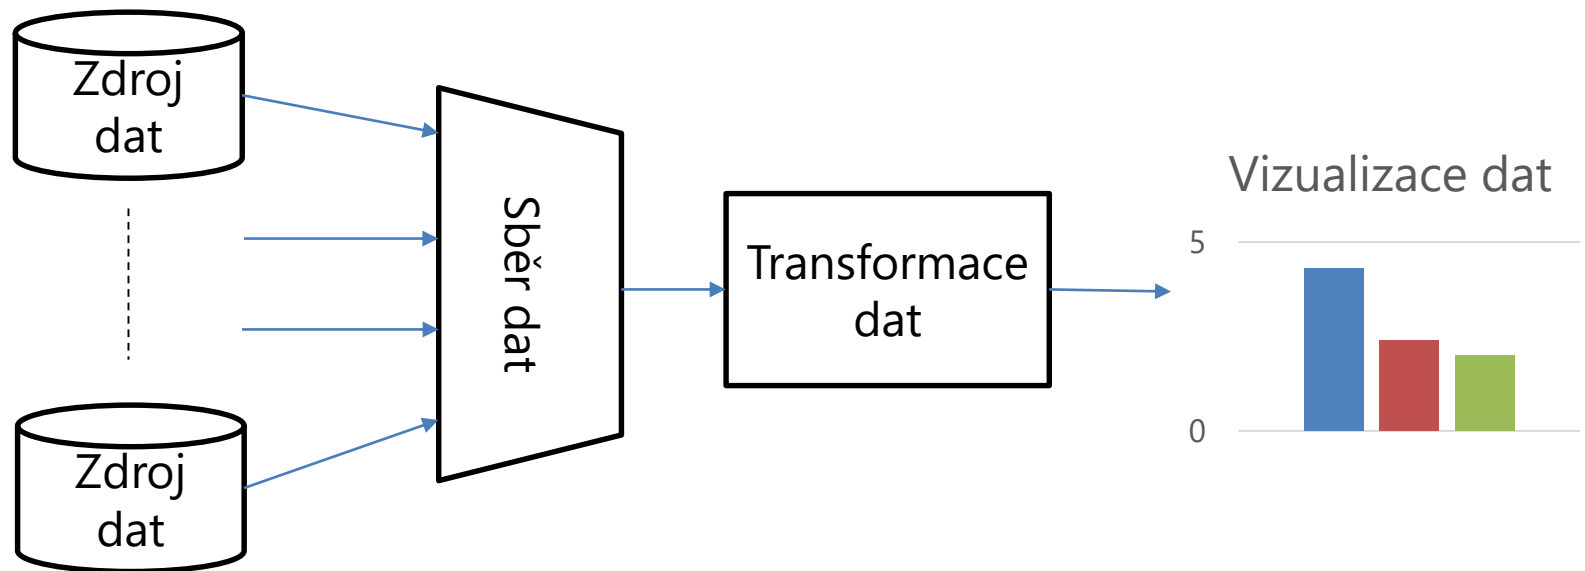 Zdroj
dat
Zdroj
dat
Sběr dat
Transformace
dat
Vizualizace dat
5
0